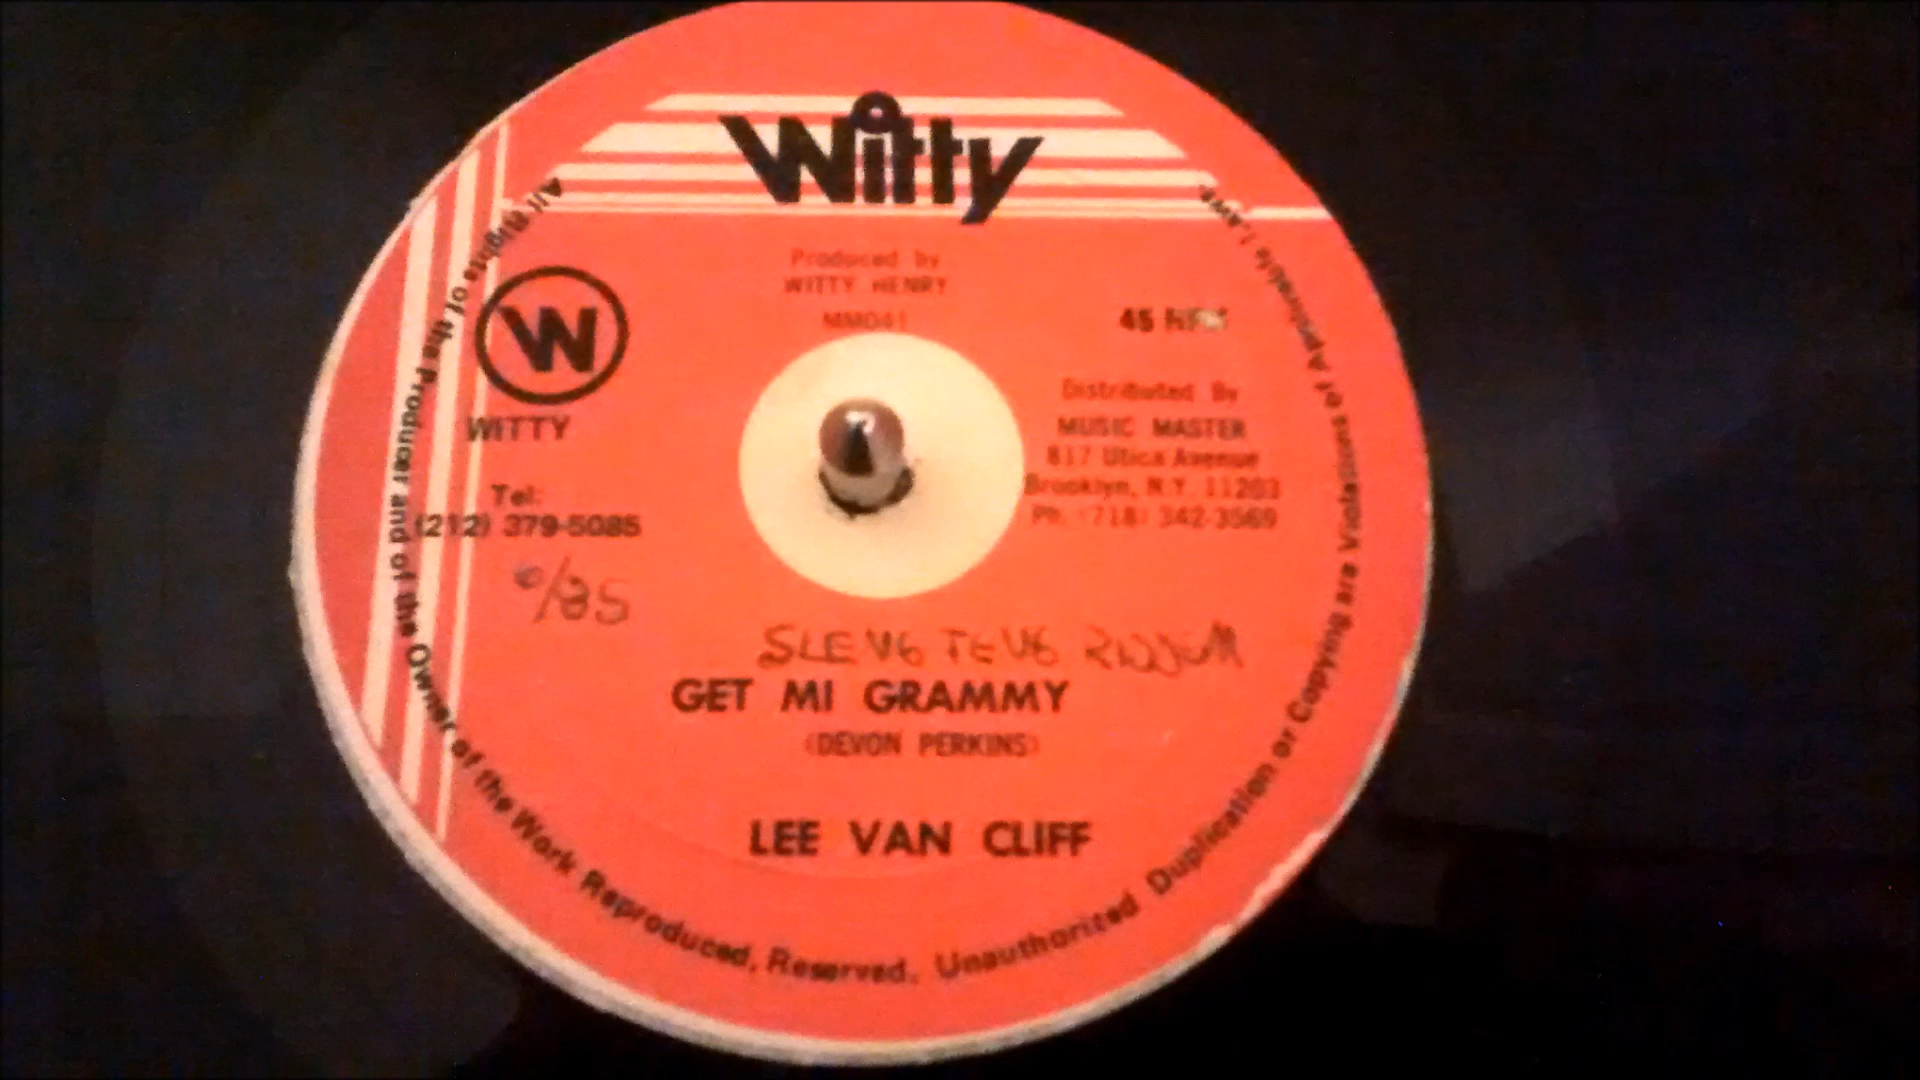 Witty
Produced by
WITTY HENRY
MM041
45 RPM
W
WITTY
Tel:
(212) 379-5085
6/85
Distributed By
MUSIC MASTER
817 Utica Avenue
Brooklyn, N.Y. 11203
Ph. (718) 342-3569
SLENG TENG RIDDIM
GET MI GRAMMY
(DEVON PERKINS)
LEE VAN CLIFF
All Rights of the Producer and of the Owner of the Work Reproduced, Reserved. Unauthorized Duplication or Copying are Violations of Applicable Laws.